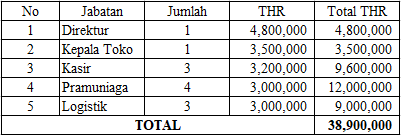 No Jabatan Jumlah THR Total THR
1 Direktur 1 4,800,000 4,800,000
2 Kepala Toko 1 3,500,000 3,500,000
3 Kasir 3 3,200,000 9,600,000
4 Pramuniaga 4 3,000,000 12,000,000
5 Logistik 3 3,000,000 9,000,000
TOTAL 38,900,000